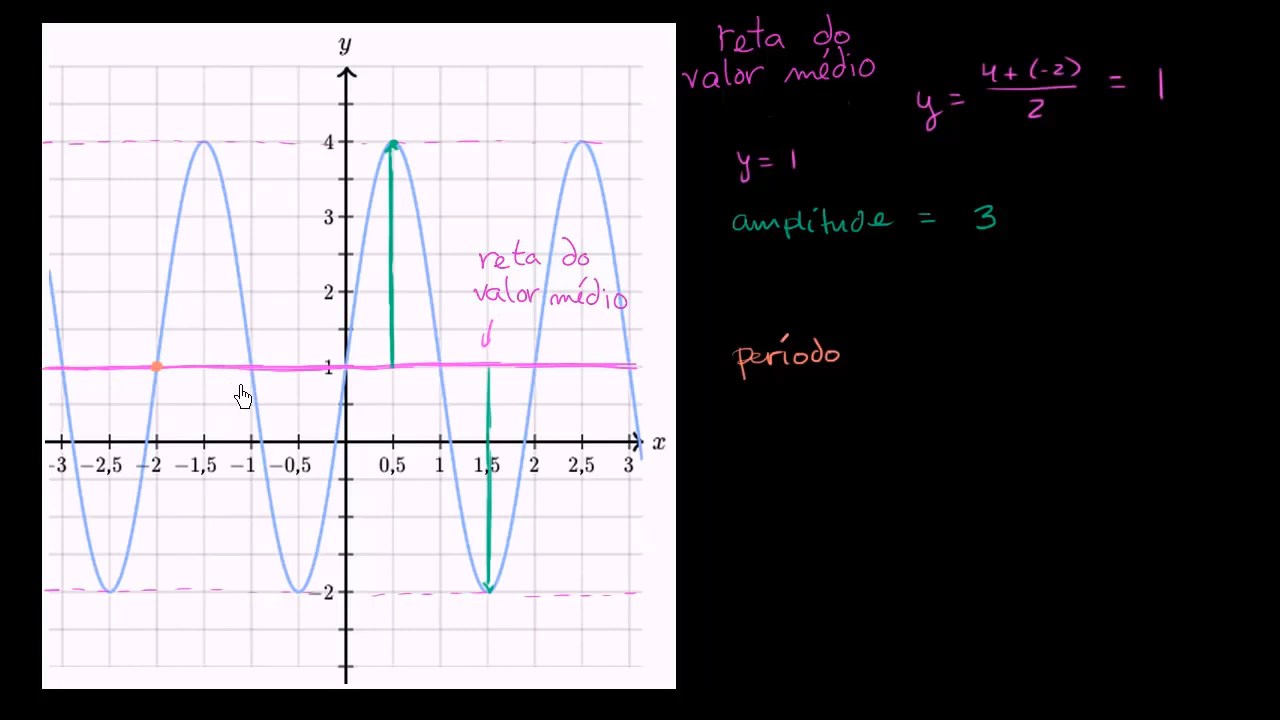 y
4
3
2
1
-2
x
-3 -2,5 -2 -1,5 -1 -0,5 0,5 1 1,5 2 2,5 3
reta do
valor médio
reta do
valor médio
y = 4 + (-2) / 2 = 1
y = 1
amplitude = 3
período